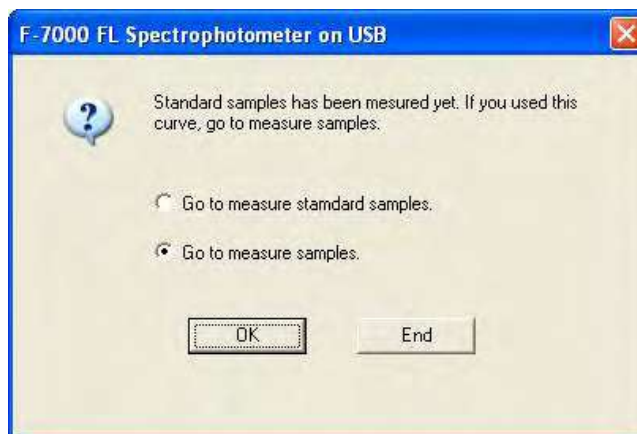 F-7000 FL Spectrophotometer on USB
Standard samples has been mesured yet. If you used this
curve, go to measure samples.
Go to measure stamdard samples.
Go to measure samples.
OK
End